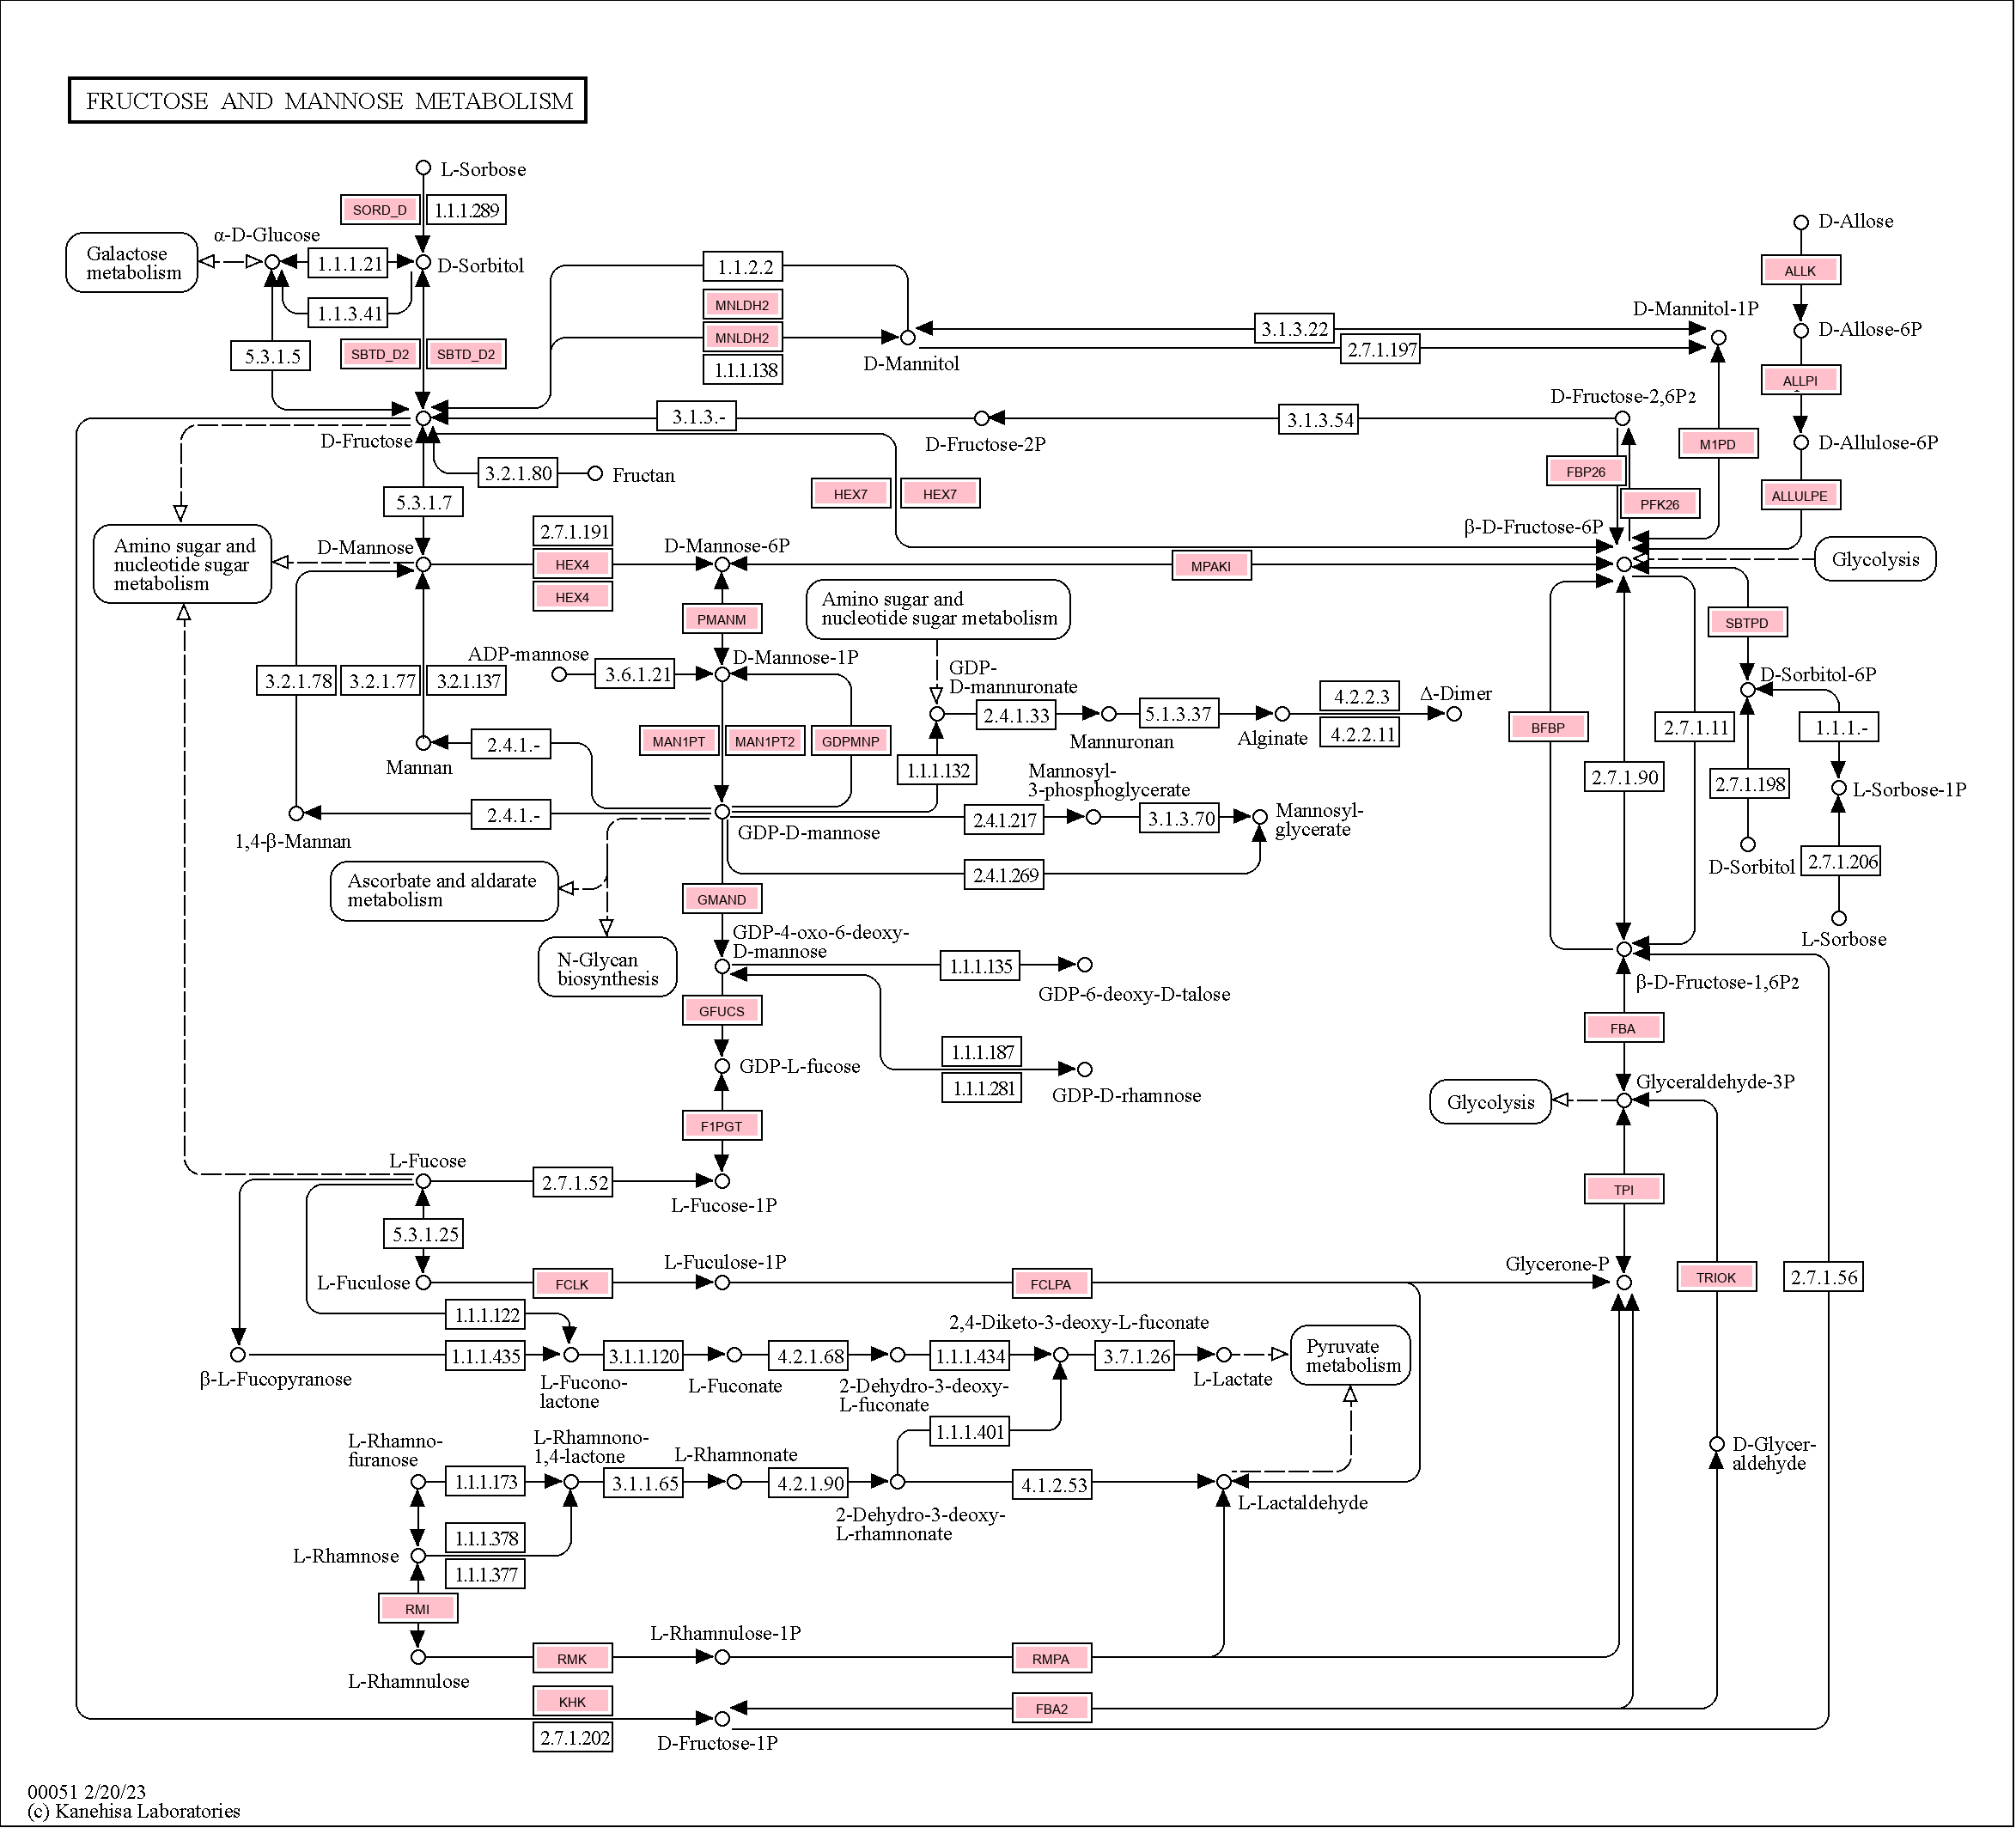 FRUCTOSE AND MANNOSE METABOLISM
L-Sorbose
SORD_D
1.1.1.289
α-D-Glucose
Galactose
metabolism
1.1.1.21
D-Sorbitol
1.1.3.41
5.3.1.5
SBTD_D2
SBTD_D2
1.1.2.2
MNLDH2
MNLDH2
1.1.1.138
D-Mannitol
3.1.3.22
2.7.1.197
D-Mannitol-1P
D-Allose
ALLK
D-Allose-6P
ALLPI
D-Allulose-6P
ALLULPE
M1PD
D-Fructose
3.1.3.-
D-Fructose-2P
3.1.3.54
D-Fructose-2,6P2
FBP26
PFK26
3.2.1.80
Fructan
5.3.1.7
HEX7
HEX7
β-D-Fructose-6P
Amino sugar and
nucleotide sugar
metabolism
D-Mannose
2.7.1.191
HEX4
HEX4
D-Mannose-6P
MPAKI
Glycolysis
PMANM
Amino sugar and
nucleotide sugar metabolism
SBTPD
3.2.1.78
3.2.1.77
3.2.1.137
ADP-mannose
3.6.1.21
D-Mannose-1P
GDP-
D-mannuronate
2.4.1.33
Mannuronan
5.1.3.37
Alginate
4.2.2.3
4.2.2.11
Δ-Dimer
D-Sorbitol-6P
MAN1PT
MAN1PT2
GDPMNP
BFBP
2.7.1.11
1.1.1.-
Mannan
2.4.1.-
1.1.1.132
Mannosyl-
3-phosphoglycerate
2.7.1.90
2.7.1.198
L-Sorbose-1P
1,4-β-Mannan
2.4.1.-
GDP-D-mannose
2.4.1.217
3.1.3.70
Mannosyl-
glycerate
2.4.1.269
D-Sorbitol
2.7.1.206
L-Sorbose
Ascorbate and aldarate
metabolism
GMAND
N-Glycan
biosynthesis
GDP-4-oxo-6-deoxy-
D-mannose
1.1.1.135
GDP-6-deoxy-D-talose
β-D-Fructose-1,6P2
GFUCS
FBA
GDP-L-fucose
1.1.1.187
1.1.1.281
GDP-D-rhamnose
Glycolysis
Glyceraldehyde-3P
F1PGT
L-Fucose
2.7.1.52
L-Fucose-1P
TPI
5.3.1.25
L-Fuculose
FCLK
L-Fuculose-1P
FCLPA
Glycerone-P
TRIOK
2.7.1.56
1.1.1.122
2,4-Diketo-3-deoxy-L-fuconate
β-L-Fucopyranose
1.1.1.435
L-Fucono-
lactone
3.1.1.120
L-Fuconate
4.2.1.68
2-Dehydro-3-deoxy-
L-fuconate
1.1.1.434
3.7.1.26
L-Lactate
Pyruvate
metabolism
1.1.1.401
L-Rhamno-
furanose
1.1.1.173
L-Rhamnono-
1,4-lactone
3.1.1.65
L-Rhamnonate
4.2.1.90
2-Dehydro-3-deoxy-
L-rhamnonate
4.1.2.53
L-Lactaldehyde
D-Glycer-
aldehyde
L-Rhamnose
1.1.1.378
1.1.1.377
RMI
L-Rhamnulose
RMK
L-Rhamnulose-1P
RMPA
KHK
2.7.1.202
D-Fructose-1P
FBA2
00051 2/20/23
(c) Kanehisa Laboratories